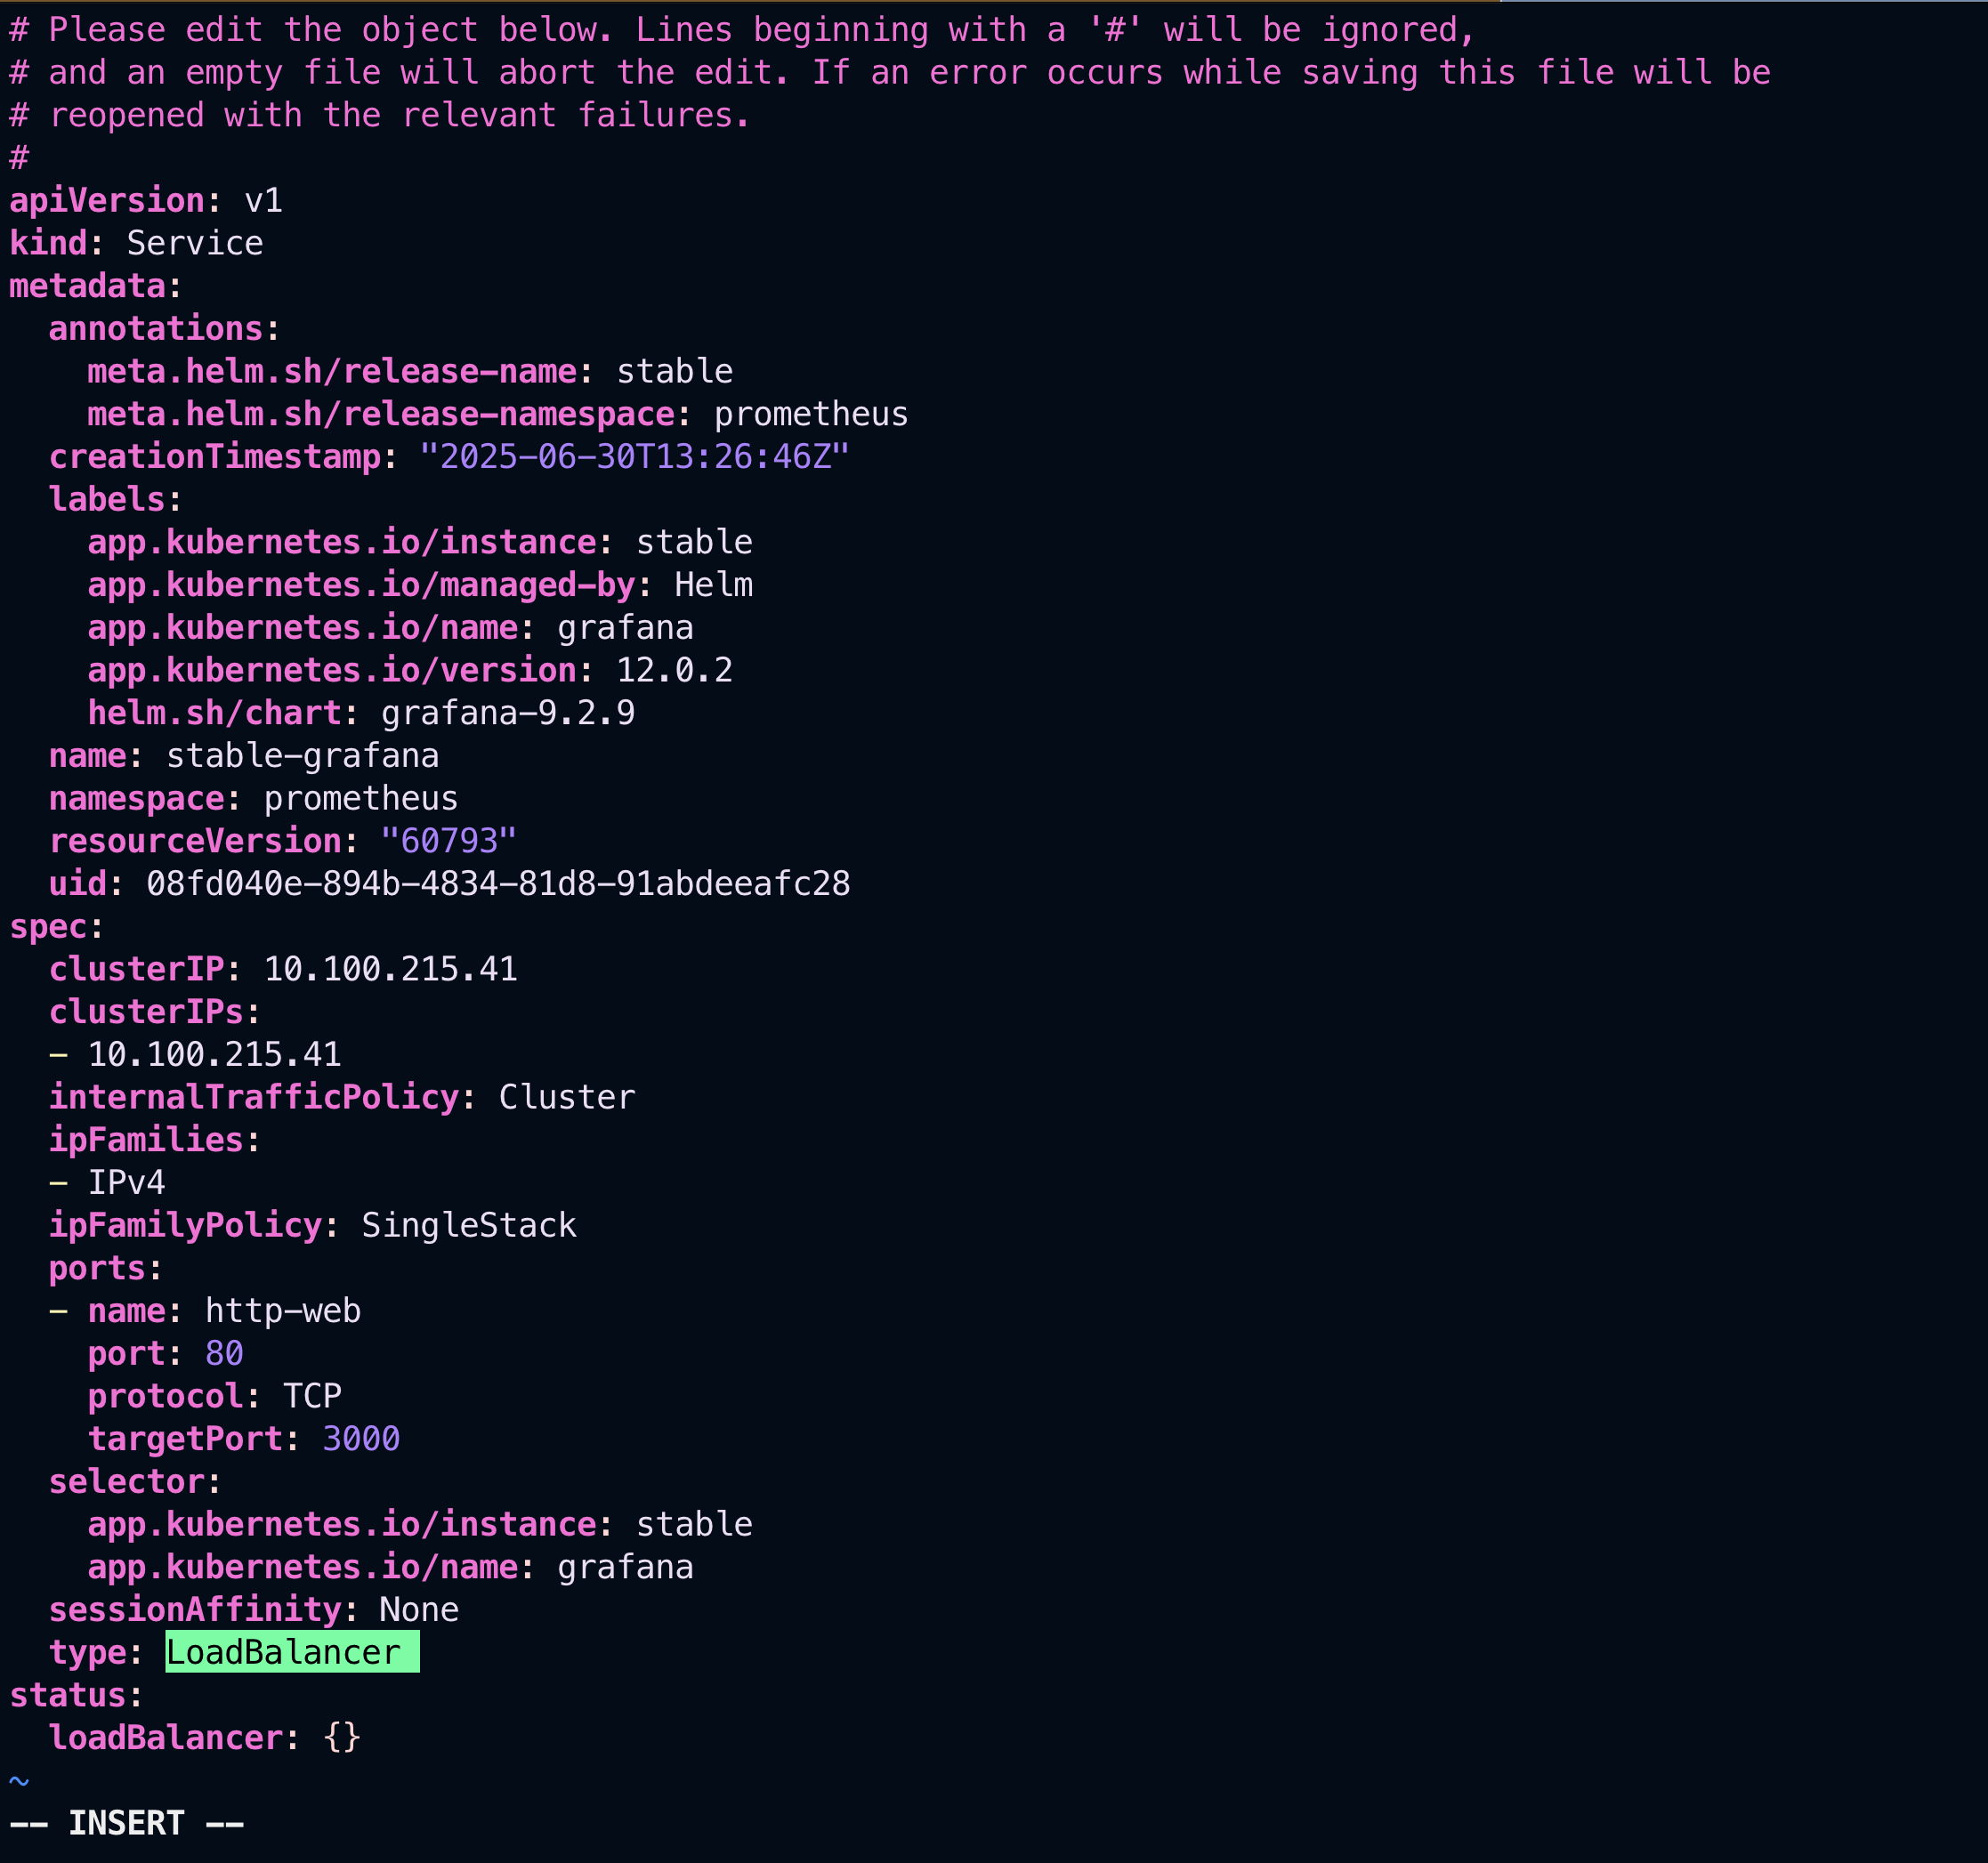 # Please edit the object below. Lines beginning with a '#' will be ignored,
# and an empty file will abort the edit. If an error occurs while saving this file will be
# reopened with the relevant failures.
#
apiVersion: v1
kind: Service
metadata:
  annotations:
    meta.helm.sh/release-name: stable
    meta.helm.sh/release-namespace: prometheus
  creationTimestamp: "2025-06-30T13:26:46Z"
  labels:
    app.kubernetes.io/instance: stable
    app.kubernetes.io/managed-by: Helm
    app.kubernetes.io/name: grafana
    app.kubernetes.io/version: 12.0.2
    helm.sh/chart: grafana-9.2.9
  name: stable-grafana
  namespace: prometheus
  resourceVersion: "60793"
  uid: 08fd040e-894b-4834-81d8-91abdeeafc28
spec:
  clusterIP: 10.100.215.41
  clusterIPs:
  - 10.100.215.41
  internalTrafficPolicy: Cluster
  ipFamilies:
  - IPv4
  ipFamilyPolicy: SingleStack
  ports:
  - name: http-web
    port: 80
    protocol: TCP
    targetPort: 3000
  selector:
    app.kubernetes.io/instance: stable
    app.kubernetes.io/name: grafana
  sessionAffinity: None
  type: LoadBalancer
status:
  loadBalancer: {}
~
-- INSERT --